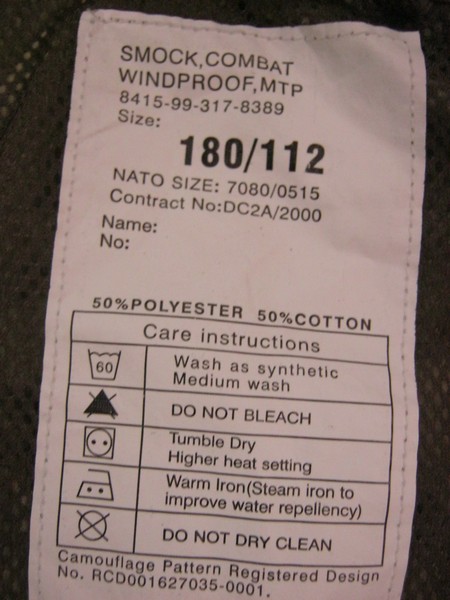 SMOCK,COMBAT
WINDPROOF,MTP
8415-99-317-8389
Size:
180/112
NATO SIZE: 7080/0515
Contract No:DC2A/2000
Name:
No:
50%POLYESTER 50%COTTON
Care instructions
60
Wash as synthetic
Medium wash
DO NOT BLEACH
Tumble Dry
Higher heat setting
Warm Iron(Steam iron to
improve water repellency)
DO NOT DRY CLEAN
Camouflage Pattern Registered Design
No. RCD001627035-0001.